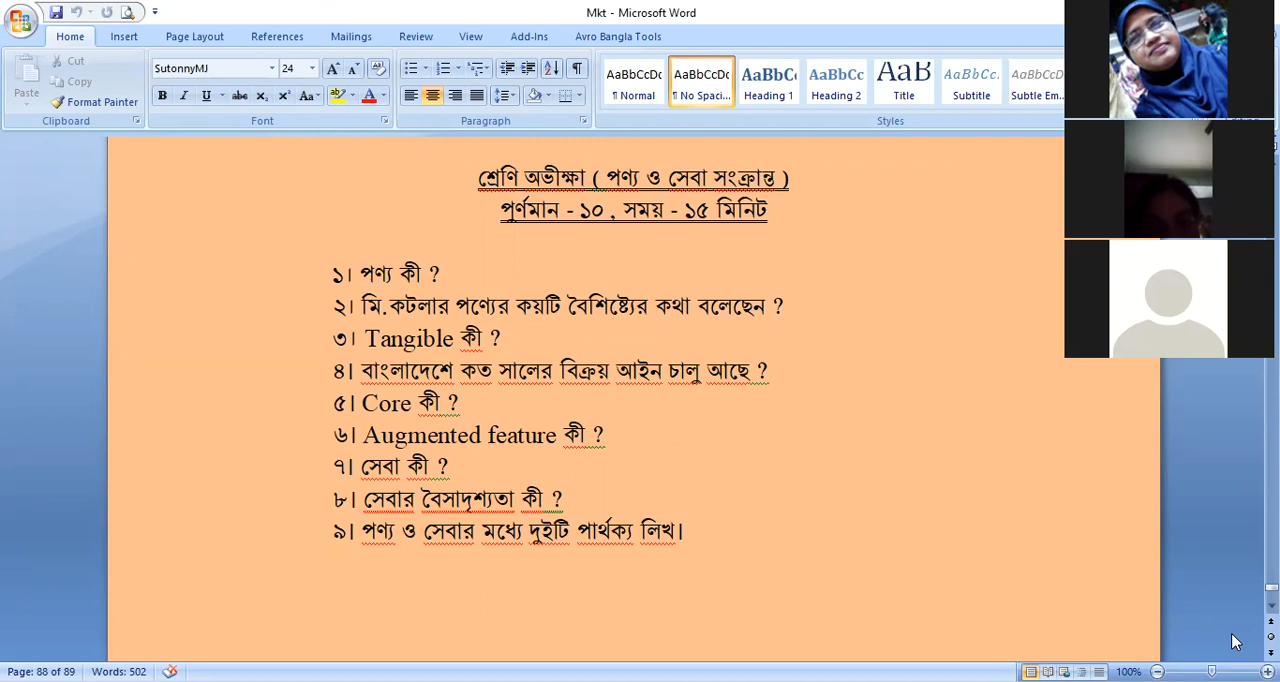 Mkt - Microsoft Word
Home Insert Page Layout References Mailings Review View Add-Ins Avro Bangla Tools
Cut
Copy
Paste
Format Painter
Clipboard
SutonnyMJ 24
Font
Paragraph
AaBbCcDc AaBbCcDc AaBbC AaBbCc AaB AaBbCc. AaBbCcDc
¶ Normal ¶ No Spaci... Heading 1 Heading 2 Title Subtitle Subtle Em...
Styles
শ্রেণি অভীক্ষা ( পণ্য ও সেবা সংক্রান্ত )
পুর্ণমান - ১০ , সময় - ১৫ মিনিট
১। পণ্য কী ?
২। মি.কটলার পণ্যের কয়টি বৈশিষ্ট্যের কথা বলেছেন ?
৩। Tangible কী ?
৪। বাংলাদেশে কত সালের বিক্রয় আইন চালু আছে ?
৫। Core কী ?
৬। Augmented feature কী ?
৭। সেবা কী ?
৮। সেবার বৈসাদৃশ্যতা কী ?
৯। পণ্য ও সেবার মধ্যে দুইটি পার্থক্য লিখ।
Page: 88 of 89 Words: 502 100%